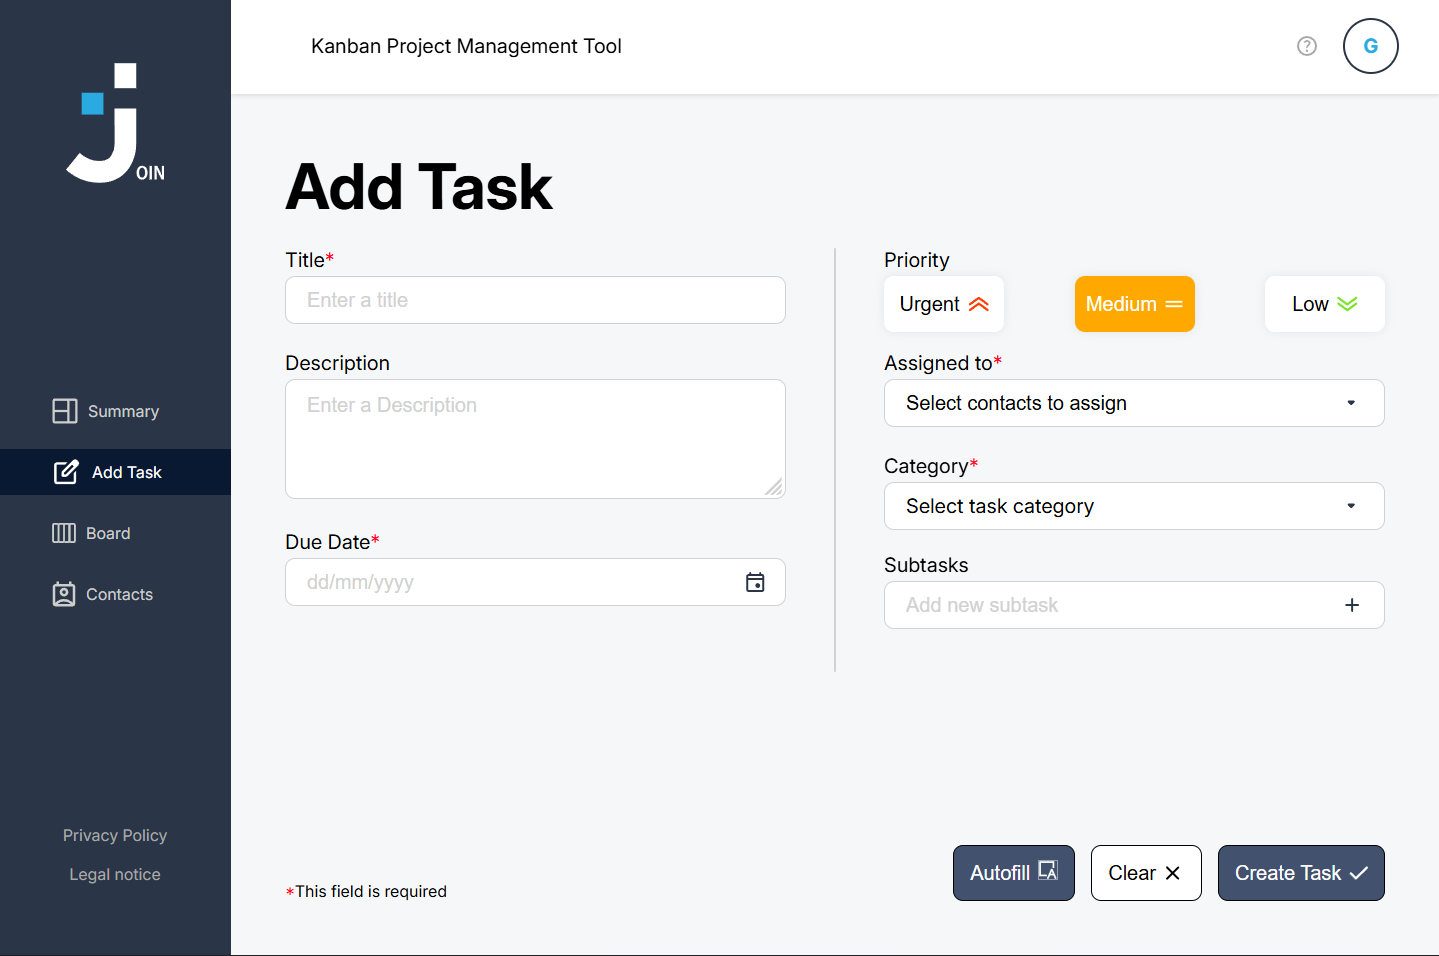 OIN
Summary
Add Task
Board
Contacts
Privacy Policy
Legal notice
Kanban Project Management Tool
?
G
Add Task
Title*
Enter a title
Description
Enter a Description
Due Date*
dd/mm/yyyy
Priority
Urgent
Medium
Low
Assigned to*
Select contacts to assign
Category*
Select task category
Subtasks
Add new subtask
*This field is required
Autofill
Clear
Create Task